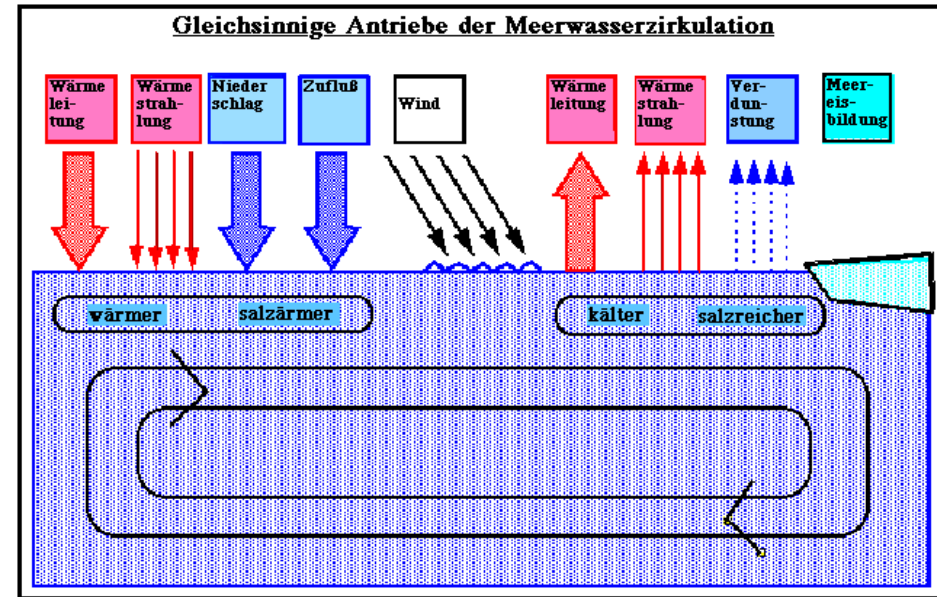 Gleichsinnige Antriebe der Meerwasserzirkulation
Wärme
lei-
tung
Wärme
strah-
lung
Nieder
schlag
Zufluß
Wind
Wärme
leitung
Wärme
strah-
lung
Ver-
dun-
stung
Meer-
eis-
bildung
wärmer
salzärmer
kälter
salzreicher